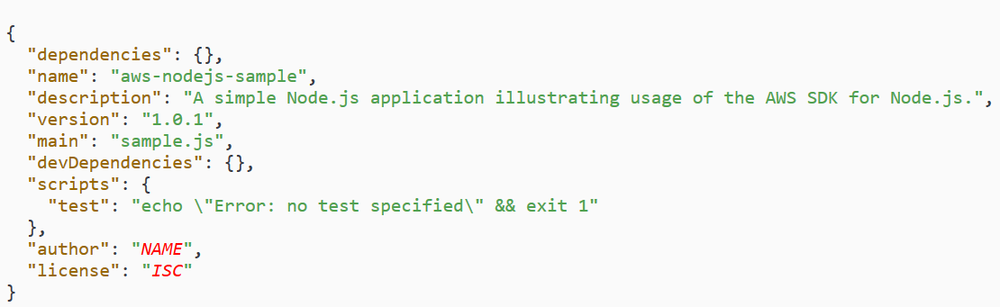 {
  "dependencies": {},
  "name": "aws-nodejs-sample",
  "description": "A simple Node.js application illustrating usage of the AWS SDK for Node.js.",
  "version": "1.0.1",
  "main": "sample.js",
  "devDependencies": {},
  "scripts": {
    "test": "echo \"Error: no test specified\" && exit 1"
  },
  "author": "NAME",
  "license": "ISC"
}